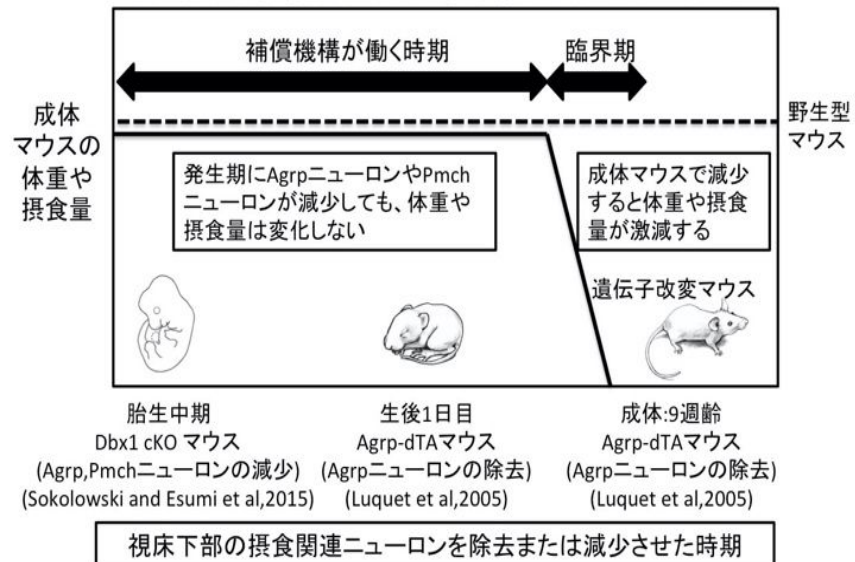 補償機構が働く時期
臨界期
成体
マウスの
体重や
摂食量
野生型
マウス
発生期にAgrpニューロンやPmch
ニューロンが減少しても、体重や
摂食量は変化しない
成体マウスで減少
すると体重や摂食
量が激減する
遺伝子改変マウス
胎生中期
Dbx1 cKO マウス
(Agrp,Pmchニューロンの減少)
(Sokolowski and Esumi et al,2015)
生後1日目
Agrp-dTAマウス
(Agrpニューロンの除去)
(Luquet et al,2005)
成体:9週齢
Agrp-dTAマウス
(Agrpニューロンの除去)
(Luquet et al,2005)
視床下部の摂食関連ニューロンを除去または減少させた時期